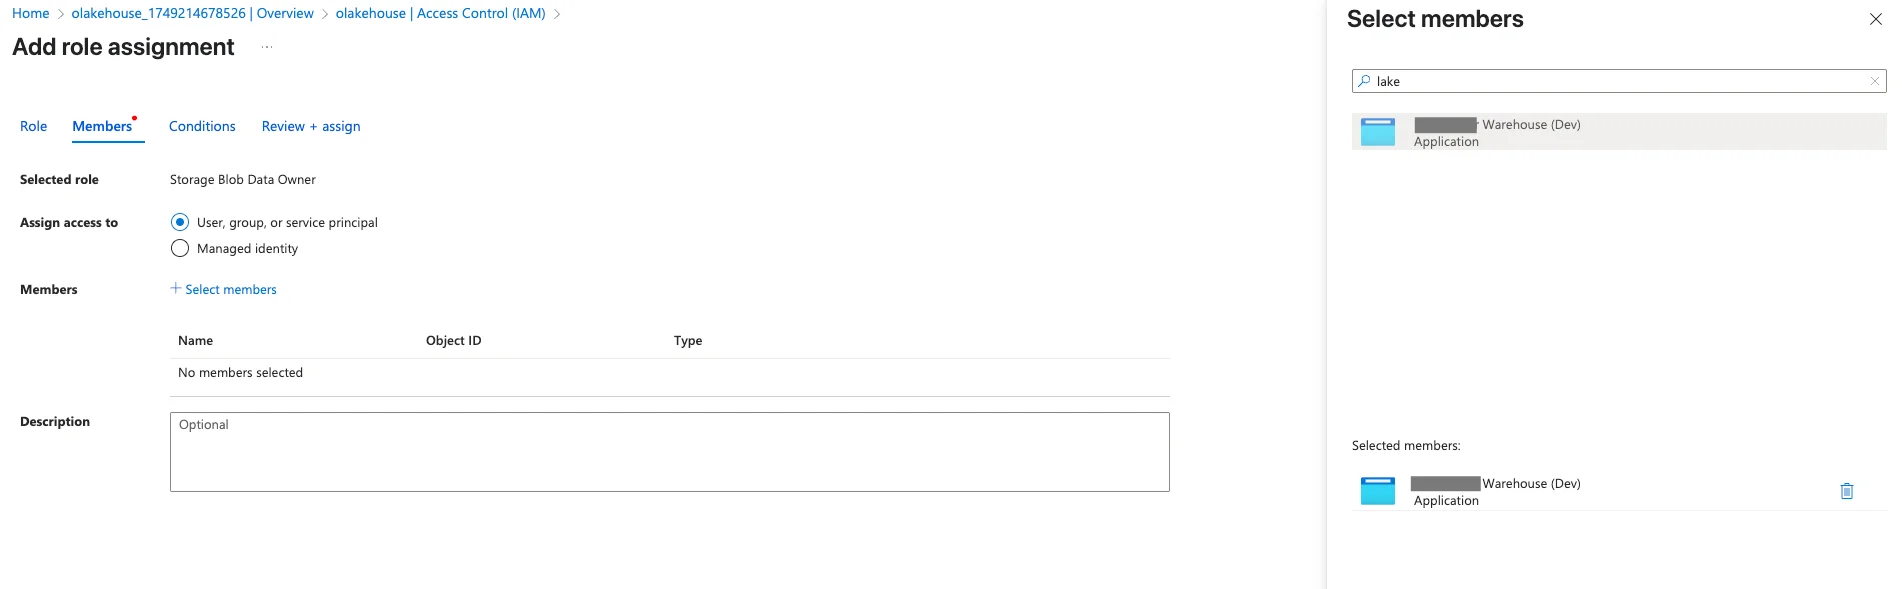 Home > olakehouse_1749214678526 | Overview > olakehouse | Access Control (IAM) >
Add role assignment ...
Role Members Conditions Review + assign
Selected role Storage Blob Data Owner
Assign access to User, group, or service principal
Managed identity
Members + Select members
Name Object ID Type
No members selected
Description Optional
Select members
lake
Warehouse (Dev)
Application
Selected members:
Warehouse (Dev)
Application